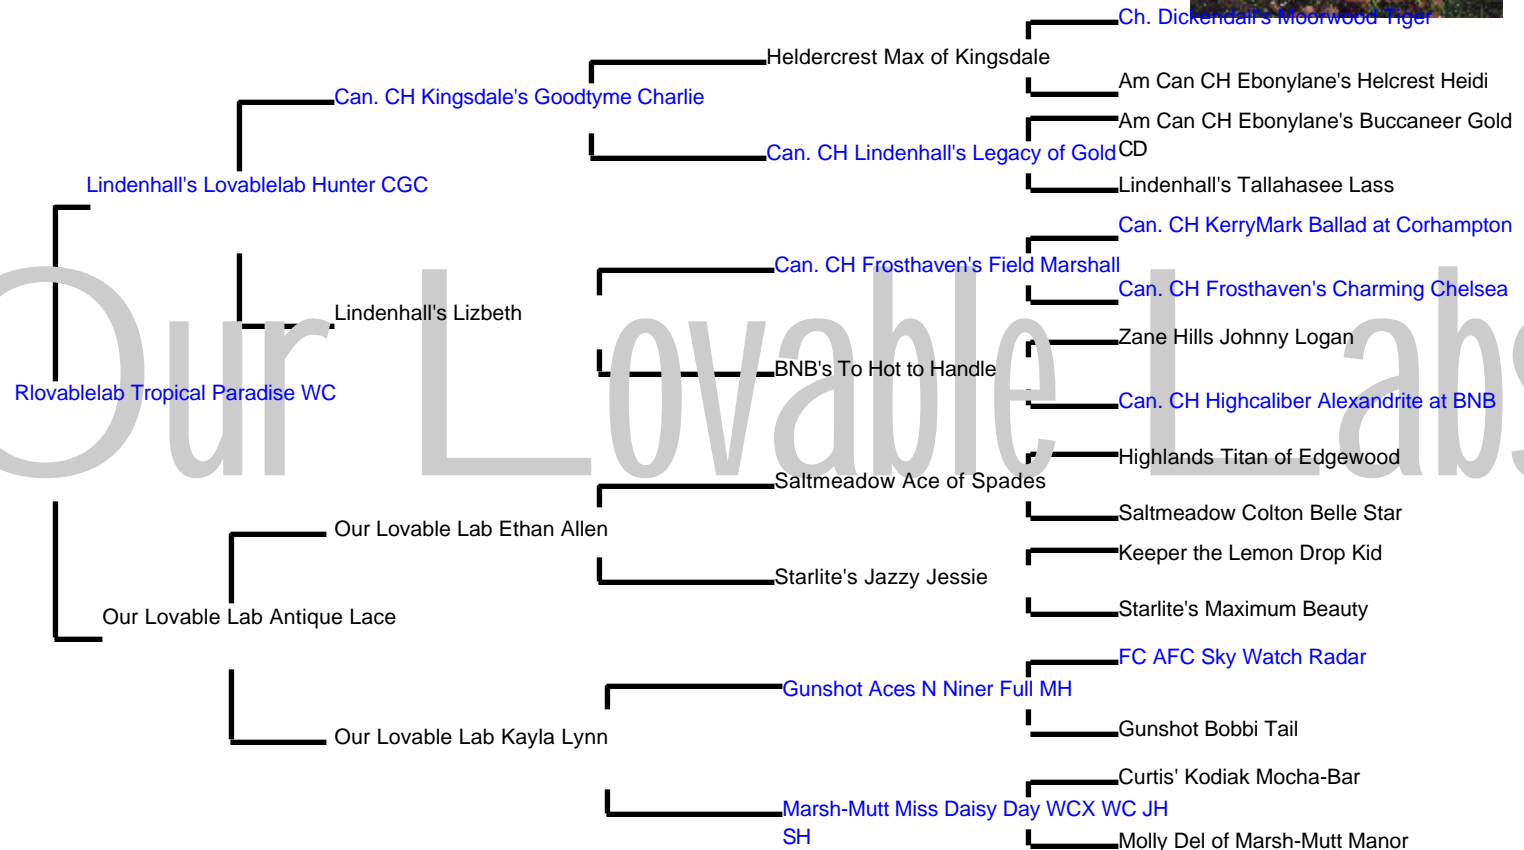 Ch. Dickendall's Moorwood Tiger
Heldercrest Max of Kingsdale
Am Can CH Ebonylane's Helcrest Heidi
Can. CH Kingsdale's Goodtyme Charlie
Am Can CH Ebonylane's Buccaneer Gold
CD
Can. CH Lindenhall's Legacy of Gold
Lindenhall's Tallahasee Lass
Lindenhall's Lovablelab Hunter CGC
Can. CH KerryMark Ballad at Corhampton
Can. CH Frosthaven's Field Marshall
Can. CH Frosthaven's Charming Chelsea
Lindenhall's Lizbeth
Zane Hills Johnny Logan
BNB's To Hot to Handle
Can. CH Highcaliber Alexandrite at BNB
Rlovablelab Tropical Paradise WC
Our Lovable Labs
Highlands Titan of Edgewood
Saltmeadow Ace of Spades
Saltmeadow Colton Belle Star
Our Lovable Lab Ethan Allen
Keeper the Lemon Drop Kid
Starlite's Jazzy Jessie
Starlite's Maximum Beauty
Our Lovable Lab Antique Lace
FC AFC Sky Watch Radar
Gunshot Aces N Niner Full MH
Gunshot Bobbi Tail
Our Lovable Lab Kayla Lynn
Curtis' Kodiak Mocha-Bar
Marsh-Mutt Miss Daisy Day WCX WC JH
SH
Molly Del of Marsh-Mutt Manor